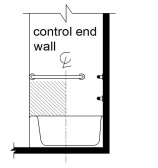 control end
wall
℄